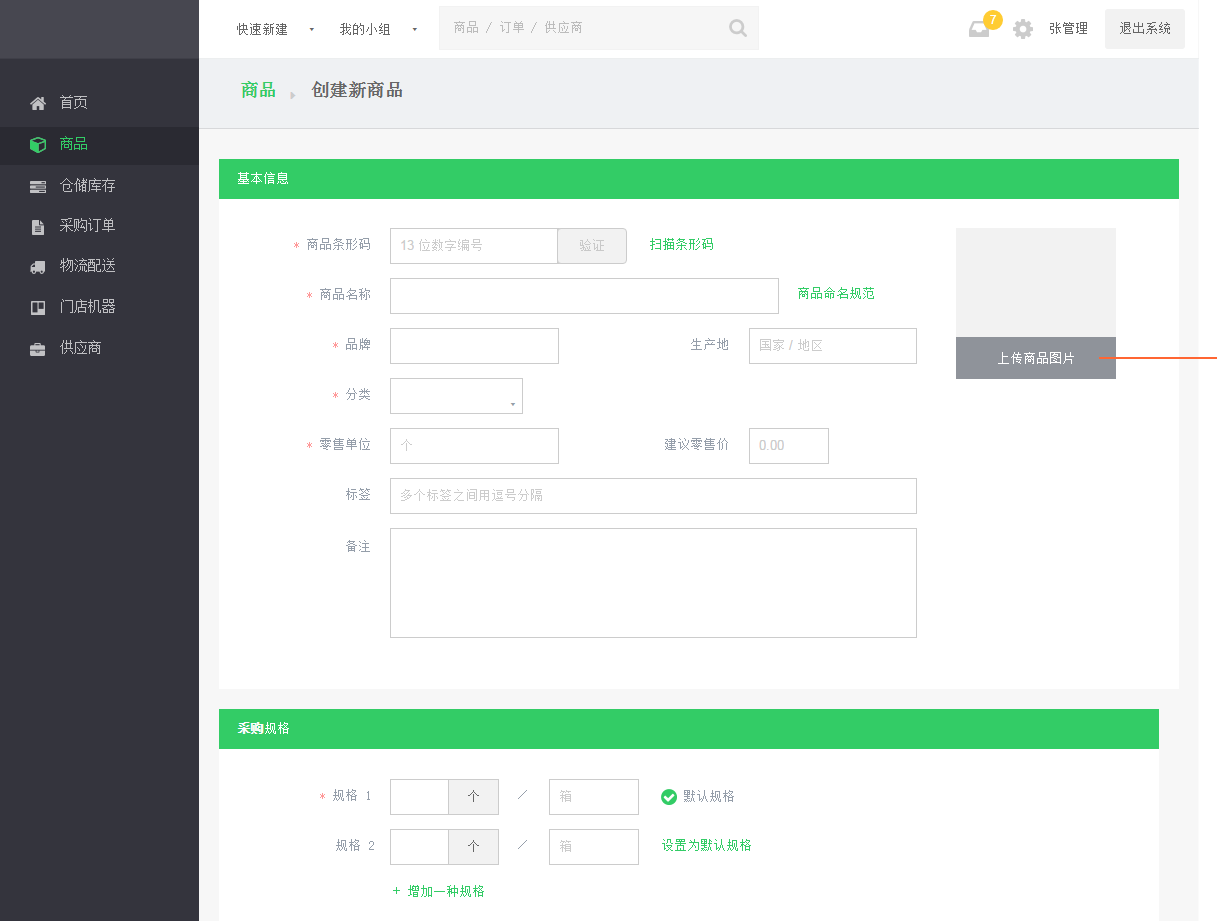 快速新建 我的小组 商品 / 订单 / 供应商 7 张管理 退出系统
商品 创建新商品
首页
商品
仓储库存
采购订单
物流配送
门店机器
供应商
基本信息
* 商品条形码 13 位数字编号 验证 扫描条形码
* 商品名称 商品命名规范
* 品牌 生产地 国家 / 地区
上传商品图片
* 分类
* 零售单位 个 建议零售价 0.00
标签 多个标签之间用逗号分隔
备注
采购规格
* 规格 1 个 / 箱 默认规格
规格 2 个 / 箱 设置为默认规格
+ 增加一种规格